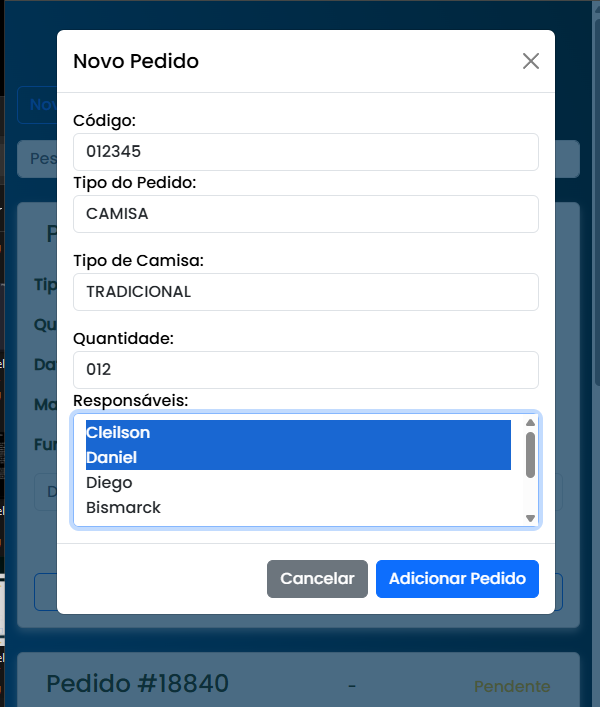 Novo Pedido
Código:
012345
Tipo do Pedido:
CAMISA
Tipo de Camisa:
TRADICIONAL
Quantidade:
012
Responsáveis:
Cleilson
Daniel
Diego
Bismarck
Cancelar
Adicionar Pedido
Pedido #18840
-
Pendente